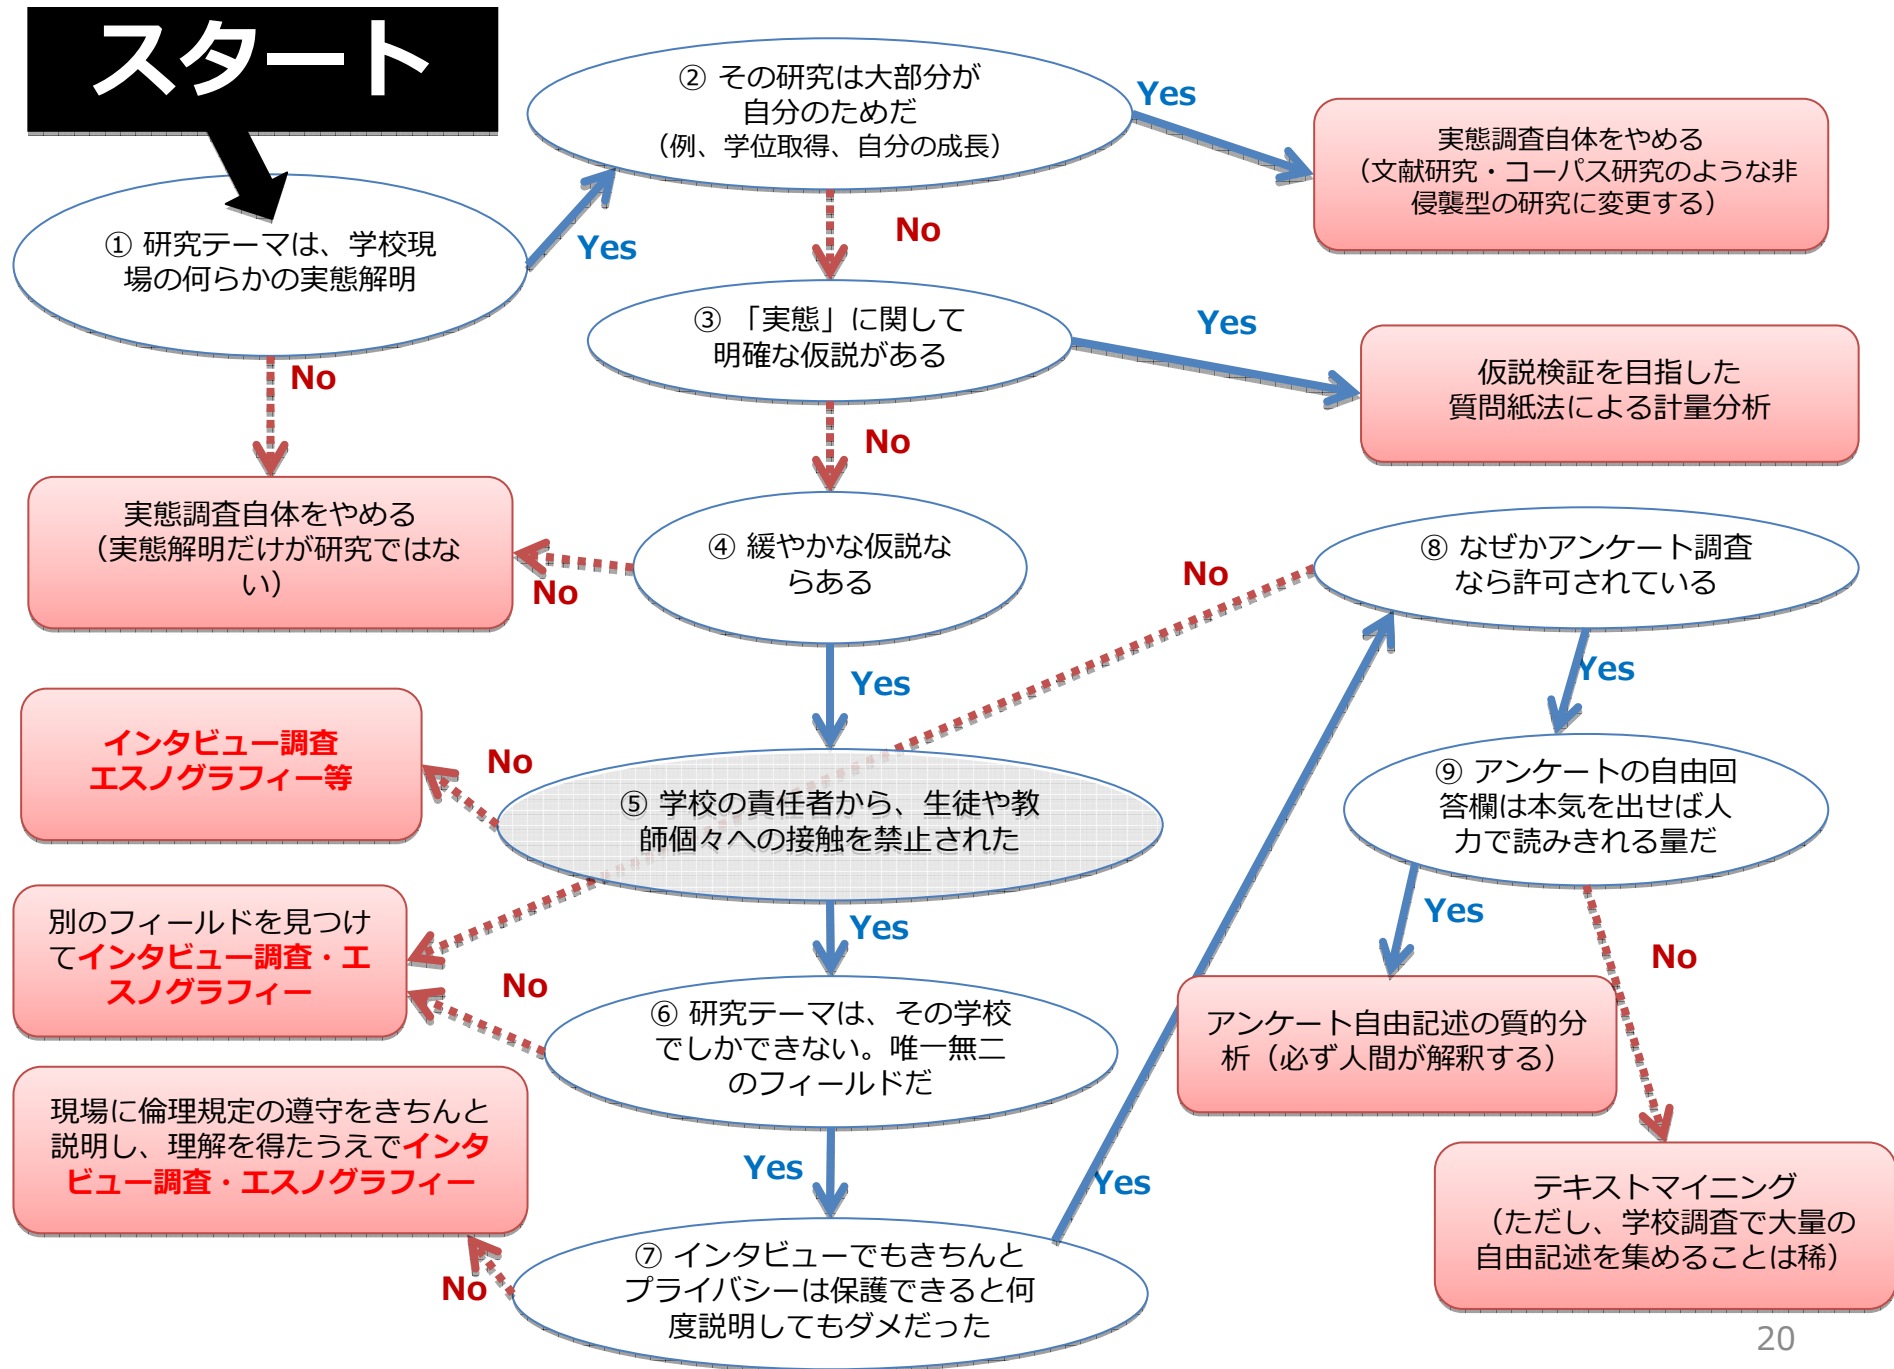 スタート
① 研究テーマは、学校現
場の何らかの実態解明
Yes
No
② その研究は大部分が
自分のためだ
（例、学位取得、自分の成長）
Yes
No
実態調査自体をやめる
（文献研究・コーパス研究のような非
侵襲型の研究に変更する）
③ 「実態」に関して
明確な仮説がある
Yes
No
仮説検証を目指した
質問紙法による計量分析
実態調査自体をやめる
（実態解明だけが研究ではな
い）
④ 緩やかな仮説な
らある
No
Yes
⑤ 学校の責任者から、生徒や教
師個々への接触を禁止された
No
Yes
インタビュー調査
エスノグラフィー等
別のフィールドを見つけ
てインタビュー調査・エ
スノグラフィー
⑥ 研究テーマは、その学校
でしかできない。唯一無二
のフィールドだ
No
Yes
現場に倫理規定の遵守をきちんと
説明し、理解を得たうえでインタ
ビュー調査・エスノグラフィー
⑦ インタビューでもきちんと
プライバシーは保護できると何
度説明してもダメだった
No
Yes
⑧ なぜかアンケート調査
なら許可されている
No
Yes
⑨ アンケートの自由回
答欄は本気を出せば人
力で読みきれる量だ
Yes
No
アンケート自由記述の質的分
析（必ず人間が解釈する）
テキストマイニング
（ただし、学校調査で大量の
自由記述を集めることは稀）
20